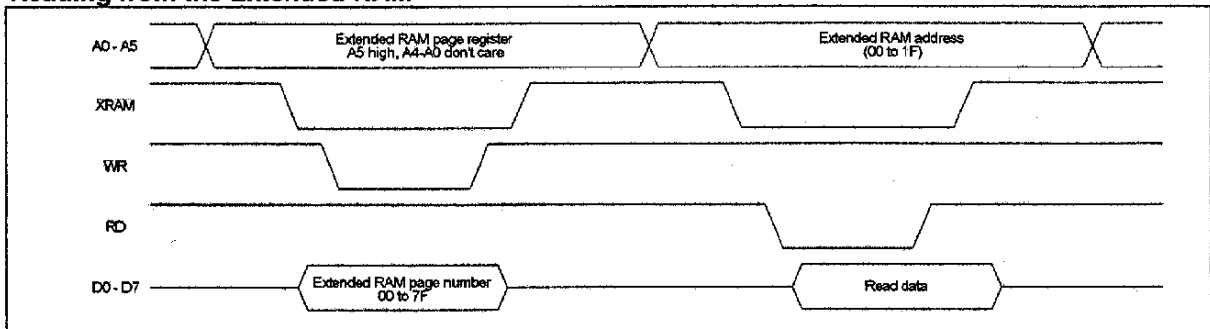 A0 - A5
Extended RAM page register
A5 high, A4-A0 don't care
Extended RAM address
(00 to 1F)
XRAM
WR
RD
D0 - D7
Extended RAM page number
00 to 7F
Read data